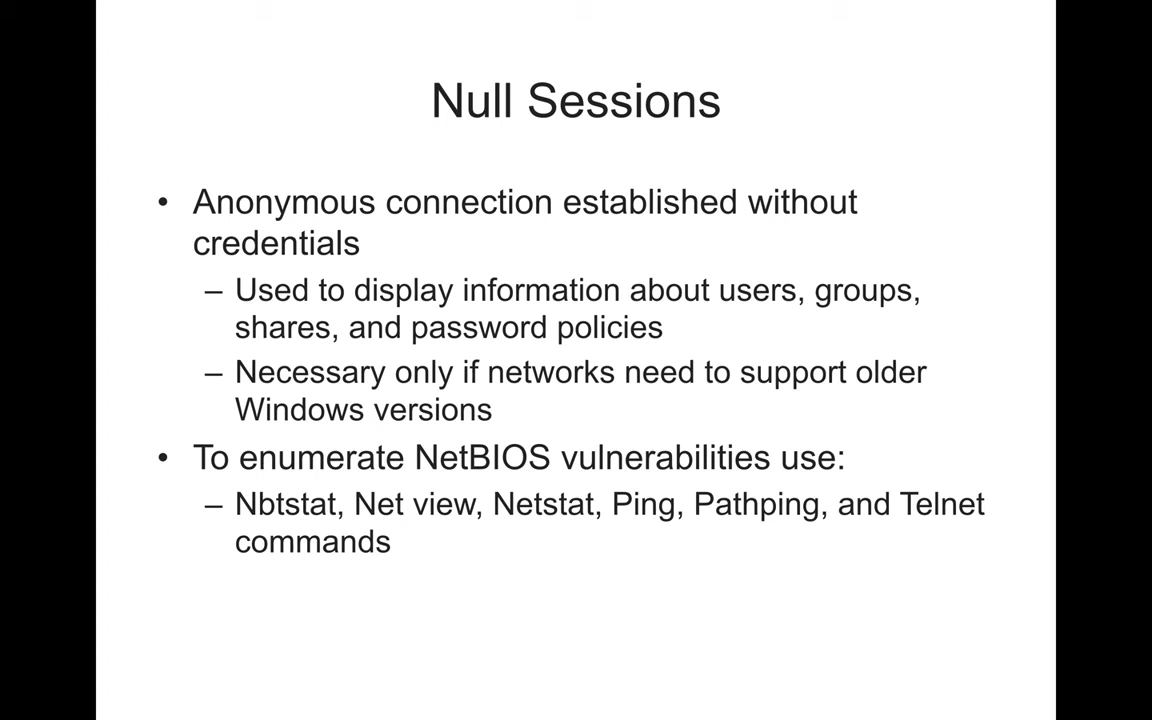 Null Sessions
• Anonymous connection established without
credentials
– Used to display information about users, groups,
shares, and password policies
– Necessary only if networks need to support older
Windows versions
• To enumerate NetBIOS vulnerabilities use:
– Nbtstat, Net view, Netstat, Ping, Pathping, and Telnet
commands